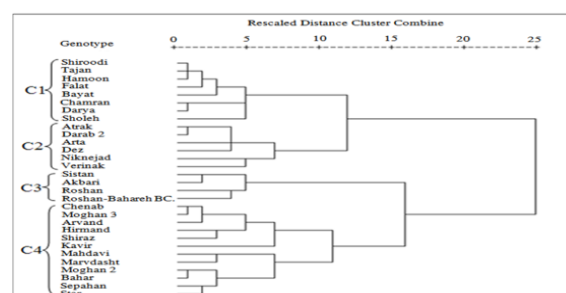 Rescaled Distance Cluster Combine
Genotype
0 5 10 15 20 25
C1
Shiroodi
Tajan
Hamoon
Falat
Bayat
Chamran
Darya
Sholeh
C2
Atrak
Darab 2
Arta
Dez
Niknejad
Verinak
C3
Sistan
Akbari
Roshan
Roshan-Bahareh BC.
C4
Chenab
Moghan 3
Arvand
Hirmand
Shiraz
Kavir
Mahdavi
Marvdasht
Moghan 2
Bahar
Sepahan